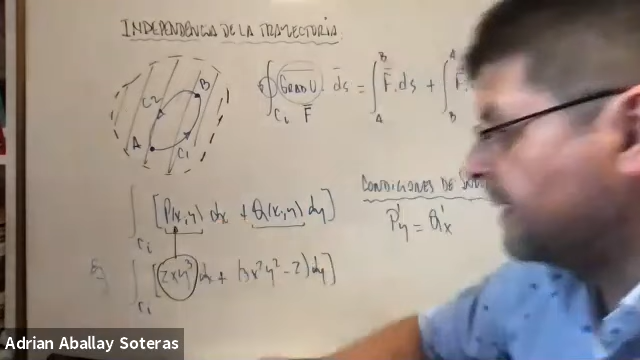 INDEPENDENCIA DE LA TRAYECTORIA
∮ GRAD U . ds = ∫ F . ds + ∫ F .
C₁ F A B B A
B
C2
A C1
∫ [P(x,y) dx + Q(x,y) dy]
C₁
CONDICIONES DE
P'y = Q'x
Ej ∫ [2xy³ dx + (3x²y² - 2) dy]
C₁
Adrian Aballay Soteras